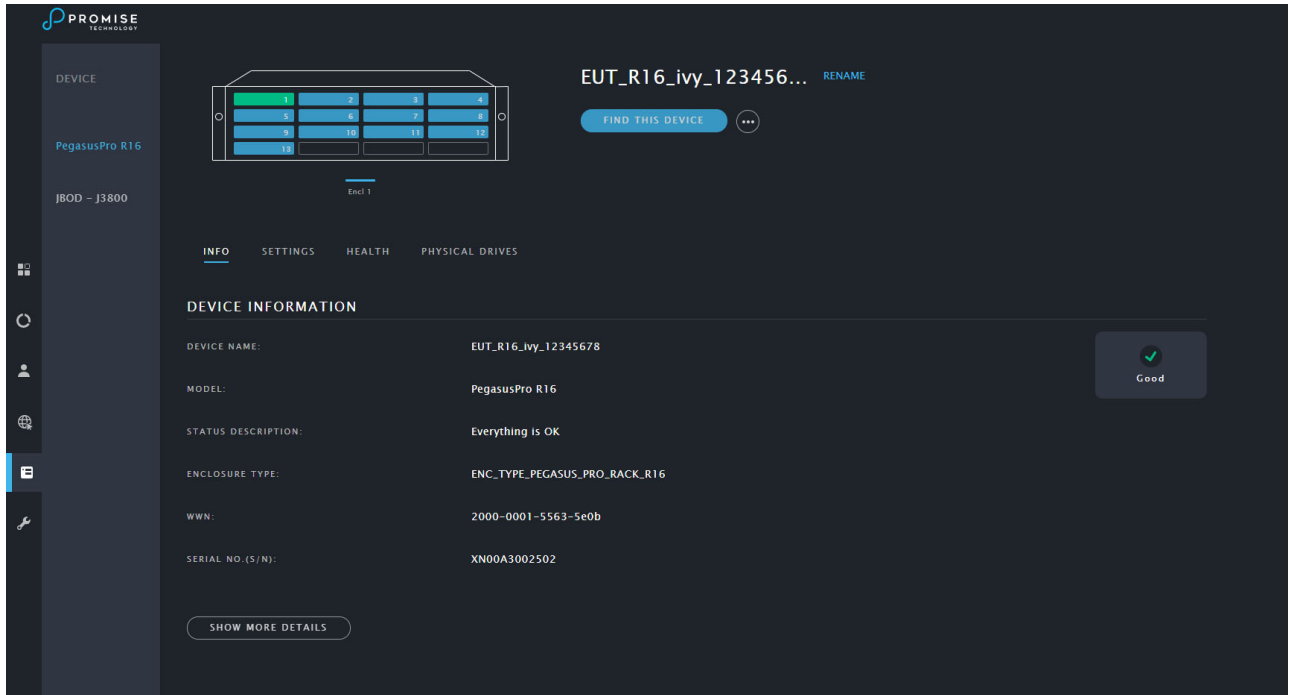 PROMISE
TECHNOLOGY
DEVICE
PegasusPro R16
JBOD – J3800
1 2 3 4
5 6 7 8
9 10 11 12
13
Encl 1
EUT_R16_ivy_123456... RENAME
FIND THIS DEVICE
INFO SETTINGS HEALTH PHYSICAL DRIVES
DEVICE INFORMATION
DEVICE NAME: EUT_R16_ivy_12345678
Good
MODEL: PegasusPro R16
STATUS DESCRIPTION: Everything is OK
ENCLOSURE TYPE: ENC_TYPE_PEGASUS_PRO_RACK_R16
WWN: 2000-0001-5563-5e0b
SERIAL NO.(S/N): XN00A3002502
SHOW MORE DETAILS